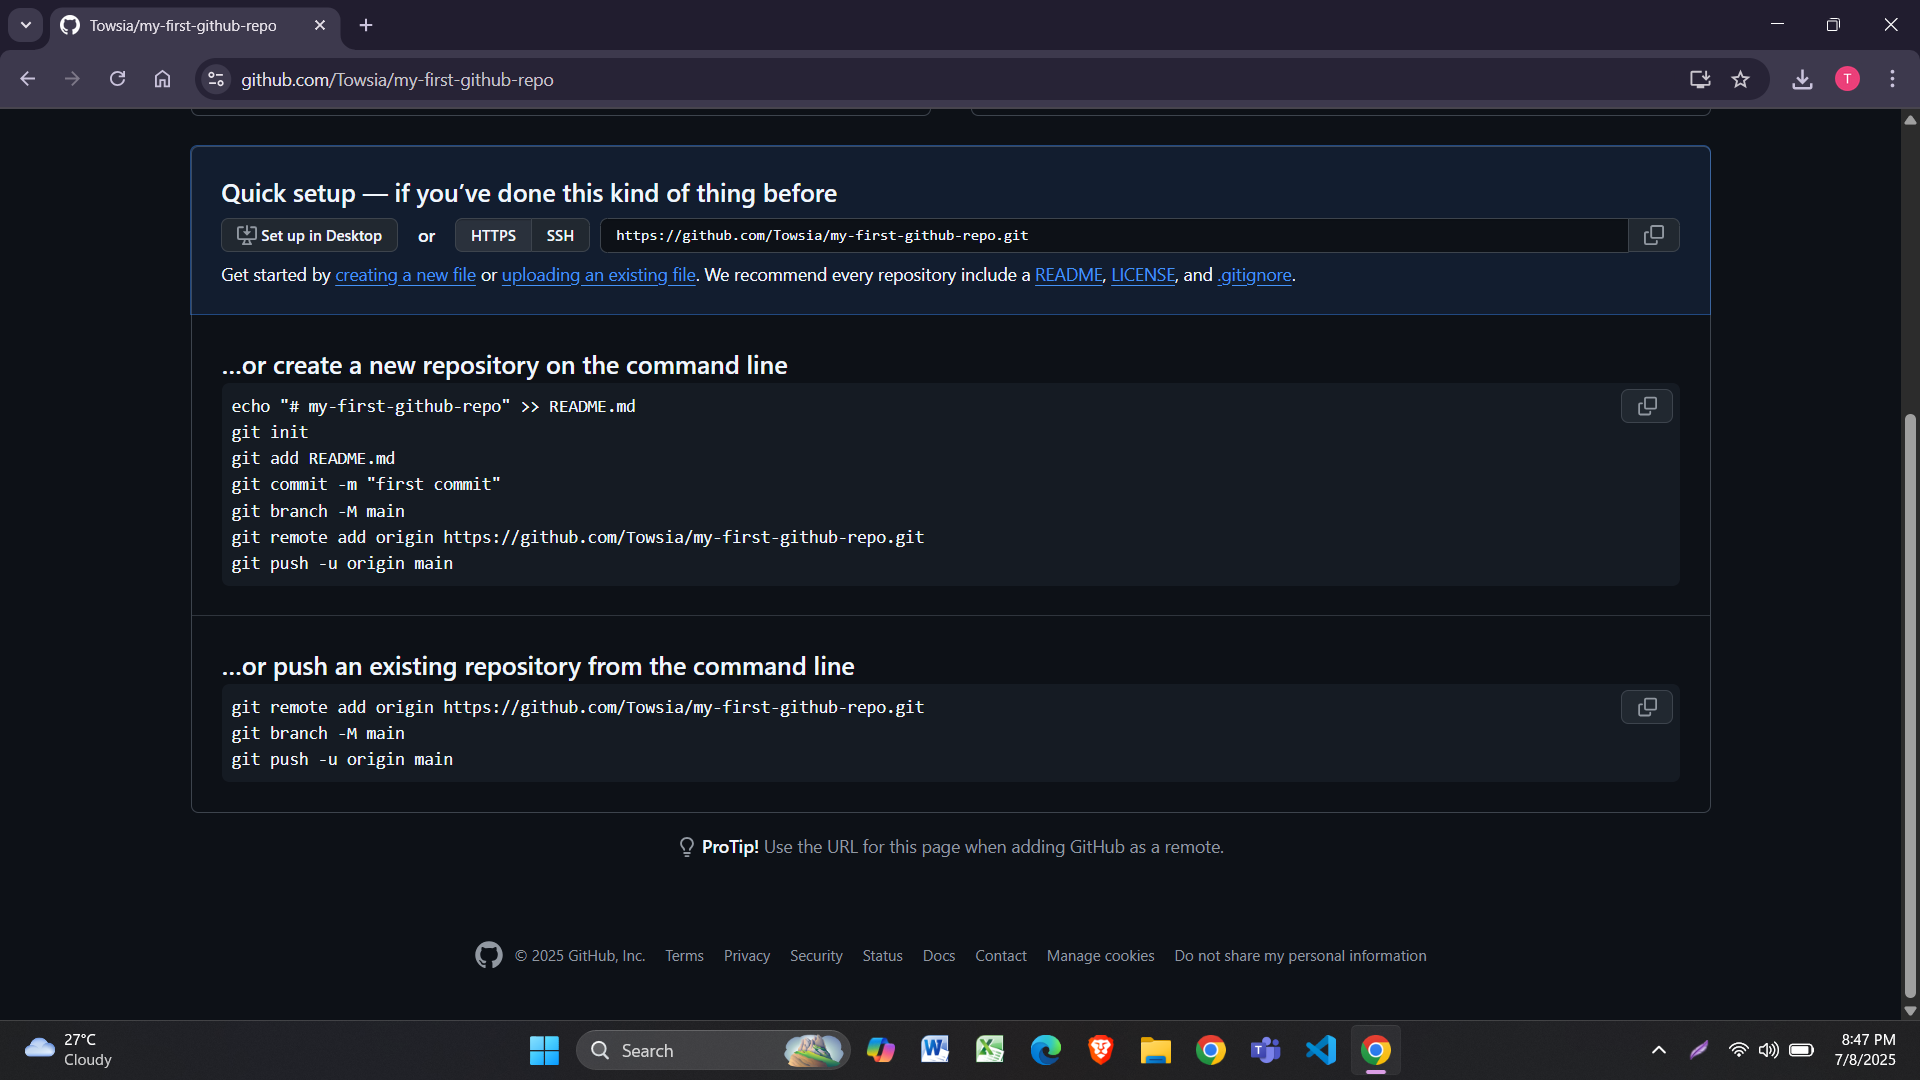 Towsia/my-first-github-repo
github.com/Towsia/my-first-github-repo
T
Quick setup — if you’ve done this kind of thing before
Set up in Desktop or HTTPS SSH https://github.com/Towsia/my-first-github-repo.git
Get started by creating a new file or uploading an existing file. We recommend every repository include a README, LICENSE, and .gitignore.
…or create a new repository on the command line
echo "# my-first-github-repo" >> README.md
git init
git add README.md
git commit -m "first commit"
git branch -M main
git remote add origin https://github.com/Towsia/my-first-github-repo.git
git push -u origin main
…or push an existing repository from the command line
git remote add origin https://github.com/Towsia/my-first-github-repo.git
git branch -M main
git push -u origin main
ProTip! Use the URL for this page when adding GitHub as a remote.
© 2025 GitHub, Inc. Terms Privacy Security Status Docs Contact Manage cookies Do not share my personal information
27°C
Cloudy
Search
8:47 PM
7/8/2025